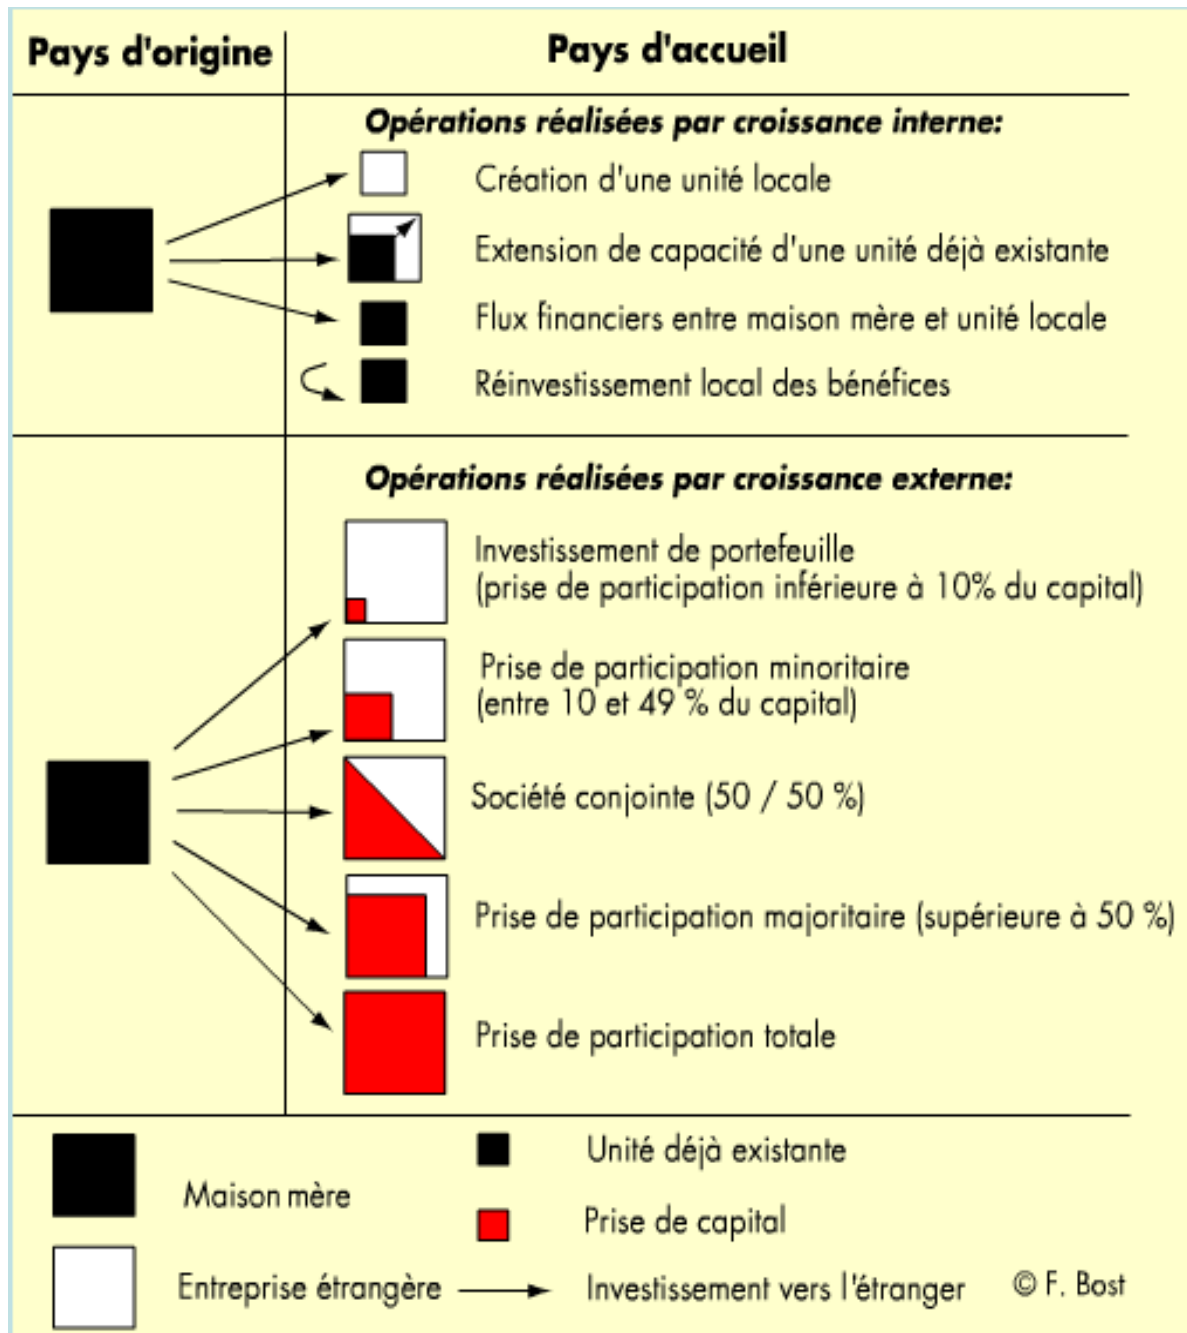 Pays d'origine
Pays d'accueil
Opérations réalisées par croissance interne:
Création d'une unité locale
Extension de capacité d'une unité déjà existante
Flux financiers entre maison mère et unité locale
Réinvestissement local des bénéfices
Opérations réalisées par croissance externe:
Investissement de portefeuille
(prise de participation inférieure à 10% du capital)
Prise de participation minoritaire
(entre 10 et 49 % du capital)
Société conjointe (50 / 50 %)
Prise de participation majoritaire (supérieure à 50 %)
Prise de participation totale
Maison mère
Unité déjà existante
Prise de capital
Entreprise étrangère
Investissement vers l'étranger
© F. Bost